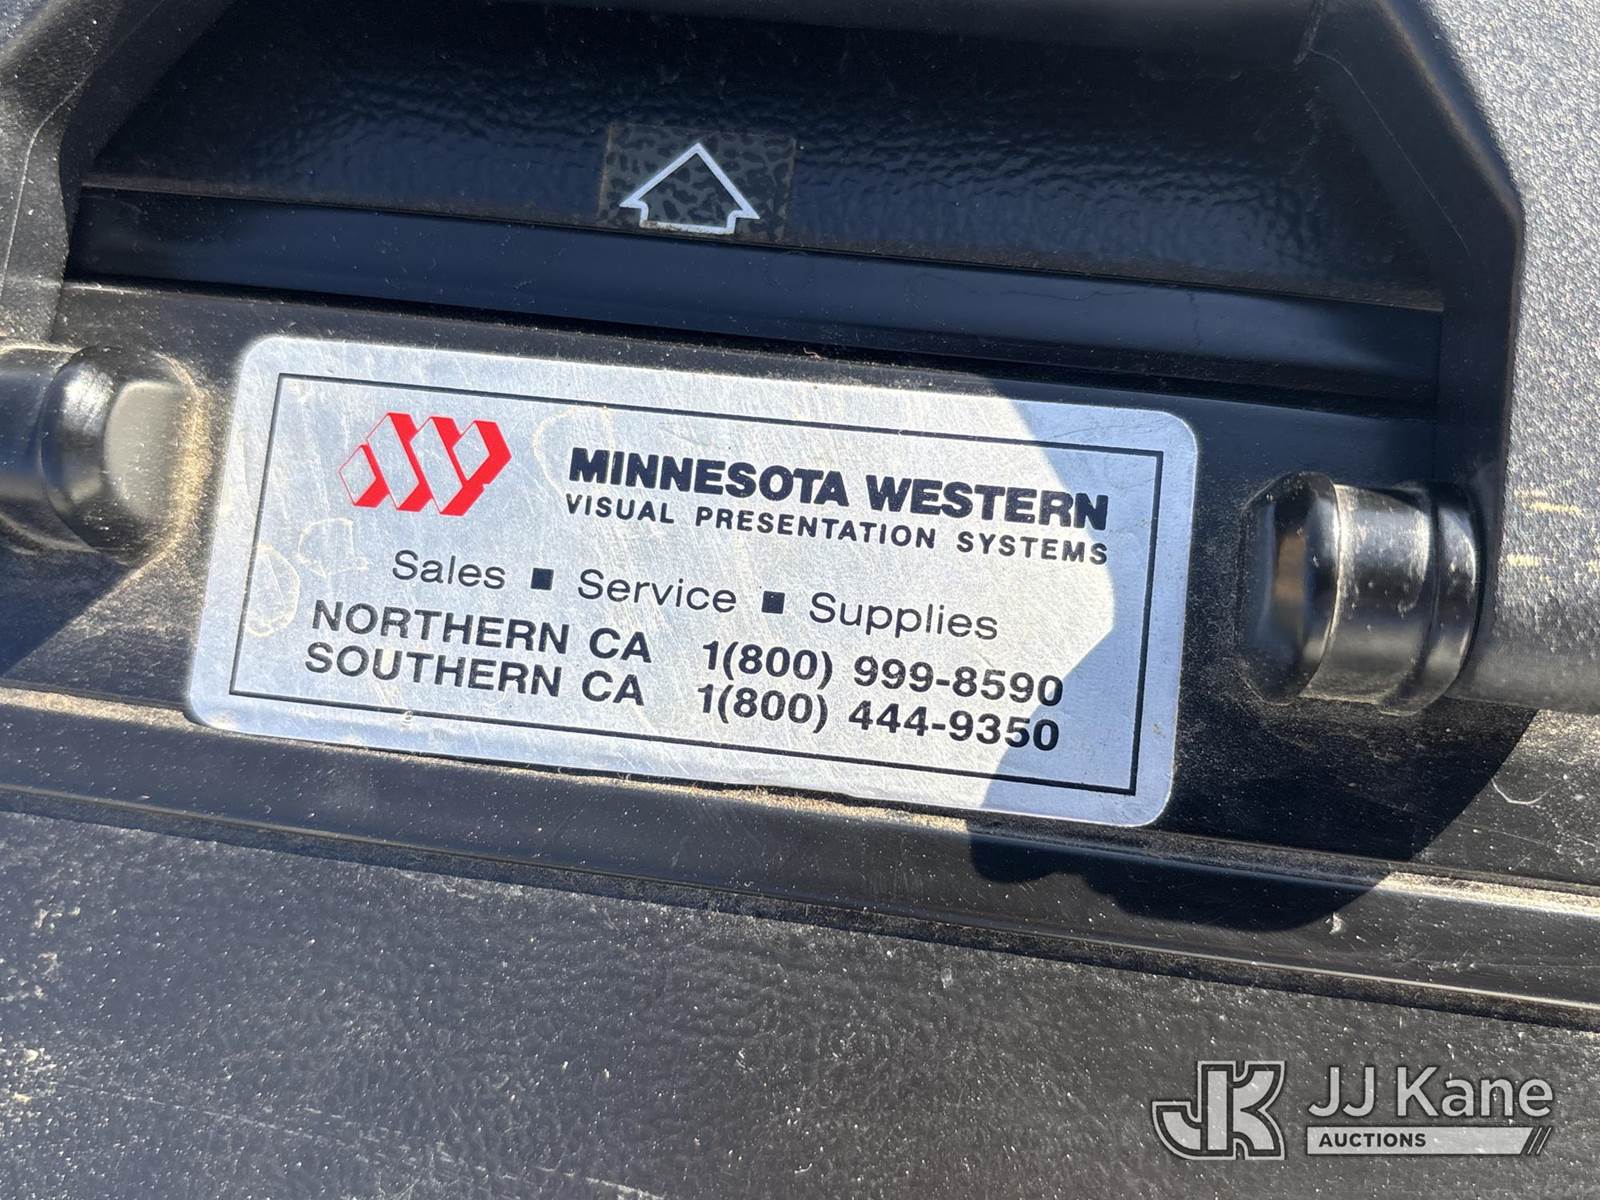 MINNESOTA WESTERN
VISUAL PRESENTATION SYSTEMS
Sales ■ Service ■ Supplies
NORTHERN CA 1(800) 999-8590
SOUTHERN CA 1(800) 444-9350
JK JJ Kane
AUCTIONS